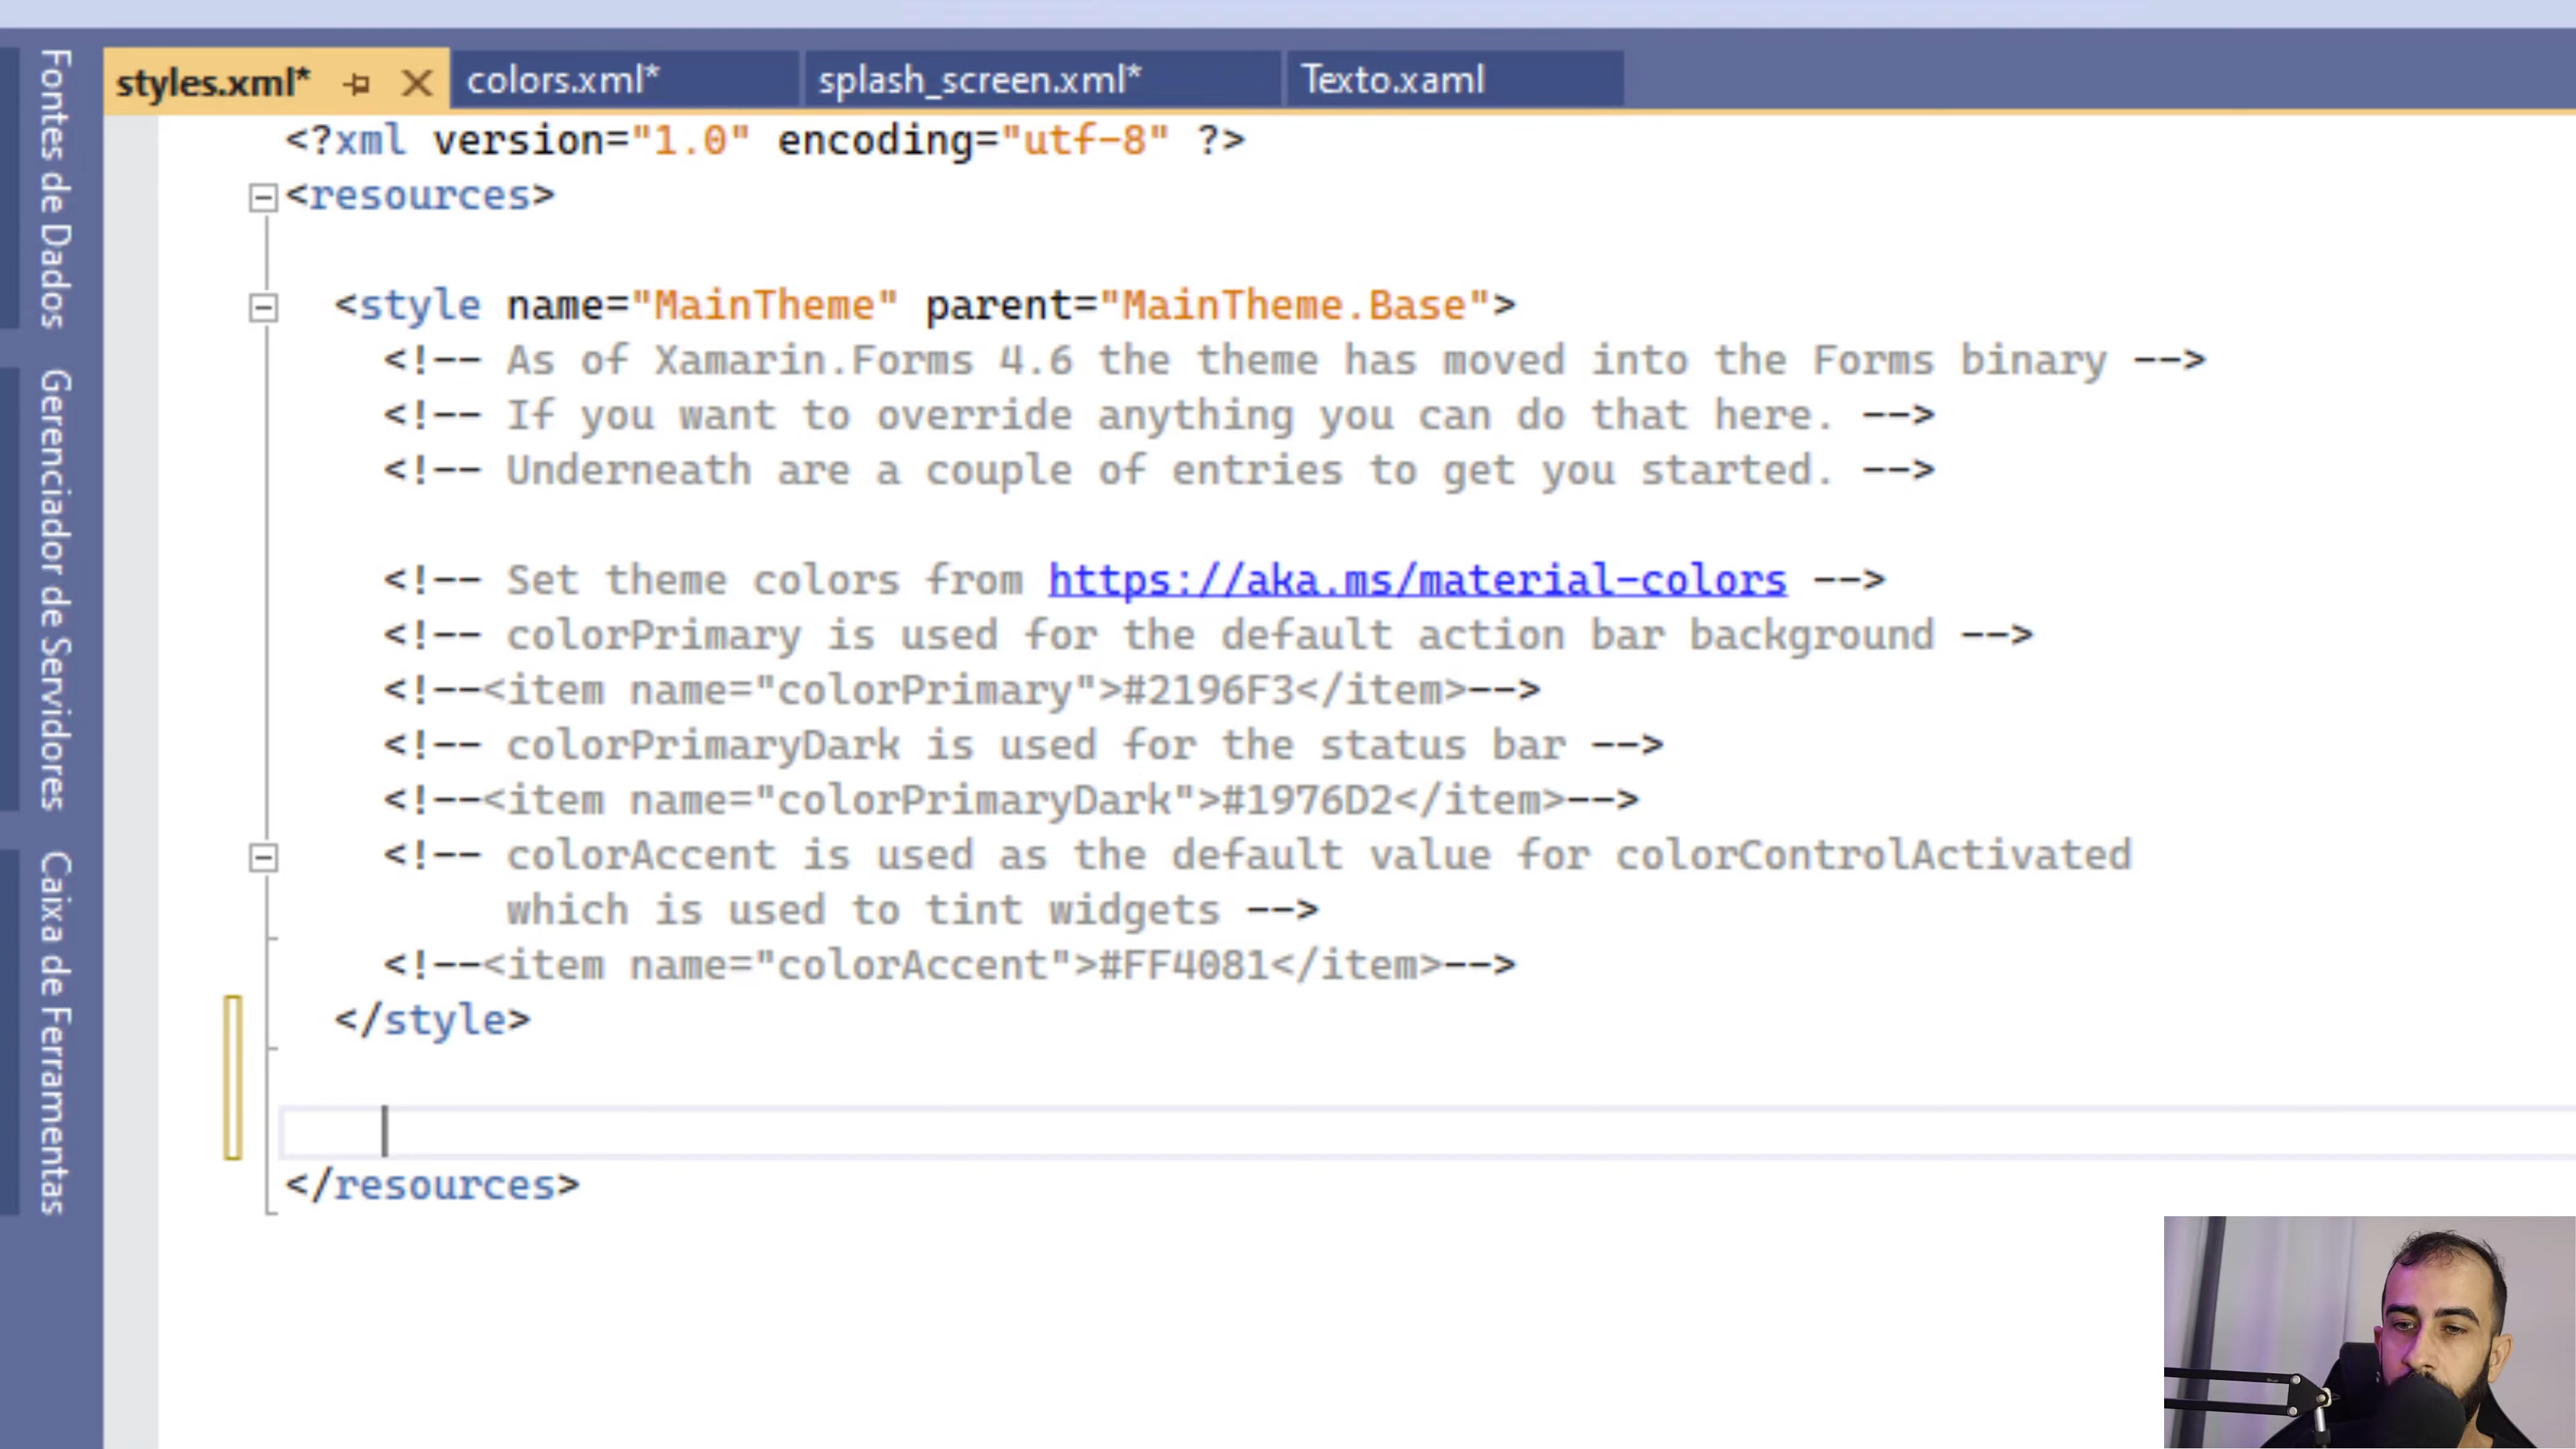 styles.xml*
colors.xml*
splash_screen.xml*
Texto.xaml
Fontes de Dados
Gerenciador de Servidores
Caixa de Ferramentas
<?xml version="1.0" encoding="utf-8" ?>
<resources>
<style name="MainTheme" parent="MainTheme.Base">
<!-- As of Xamarin.Forms 4.6 the theme has moved into the Forms binary -->
<!-- If you want to override anything you can do that here. -->
<!-- Underneath are a couple of entries to get you started. -->
<!-- Set theme colors from https://aka.ms/material-colors -->
<!-- colorPrimary is used for the default action bar background -->
<!--<item name="colorPrimary">#2196F3</item>-->
<!-- colorPrimaryDark is used for the status bar -->
<!--<item name="colorPrimaryDark">#1976D2</item>-->
<!-- colorAccent is used as the default value for colorControlActivated
which is used to tint widgets -->
<!--<item name="colorAccent">#FF4081</item>-->
</style>
</resources>